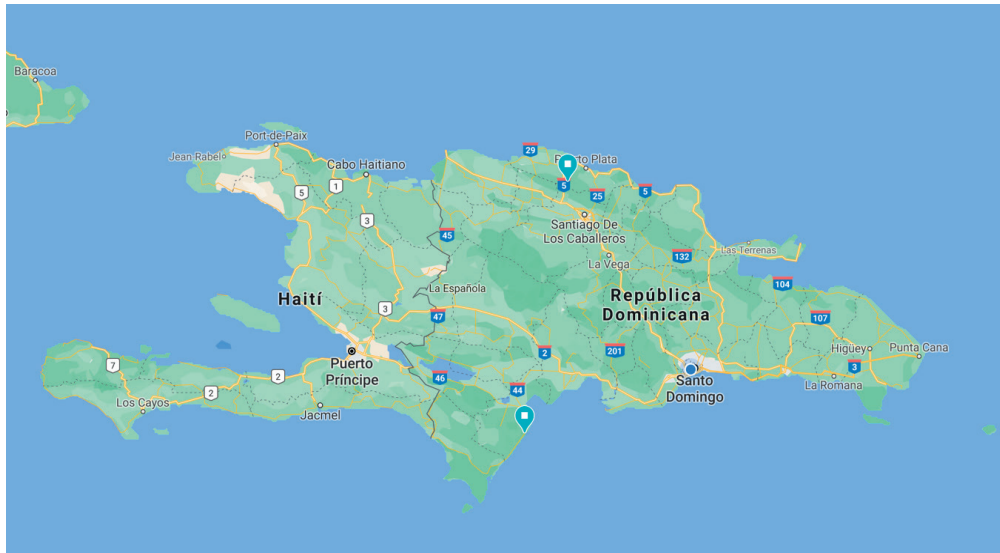 Baracoa
Port-de-Paix
Jean Rabel
Cabo Haitiano
29
Puerto Plata
5
1
5
25
5
3
45
Santiago De
Los Caballeros
132
Las Terrenas
La Vega
104
La Española
Haití
República
Dominicana
3
47
107
Higüey
Punta Cana
2
201
7
Puerto
Príncipe
2
46
44
3
Santo
Domingo
La Romana
2
Los Cayos
Jacmel